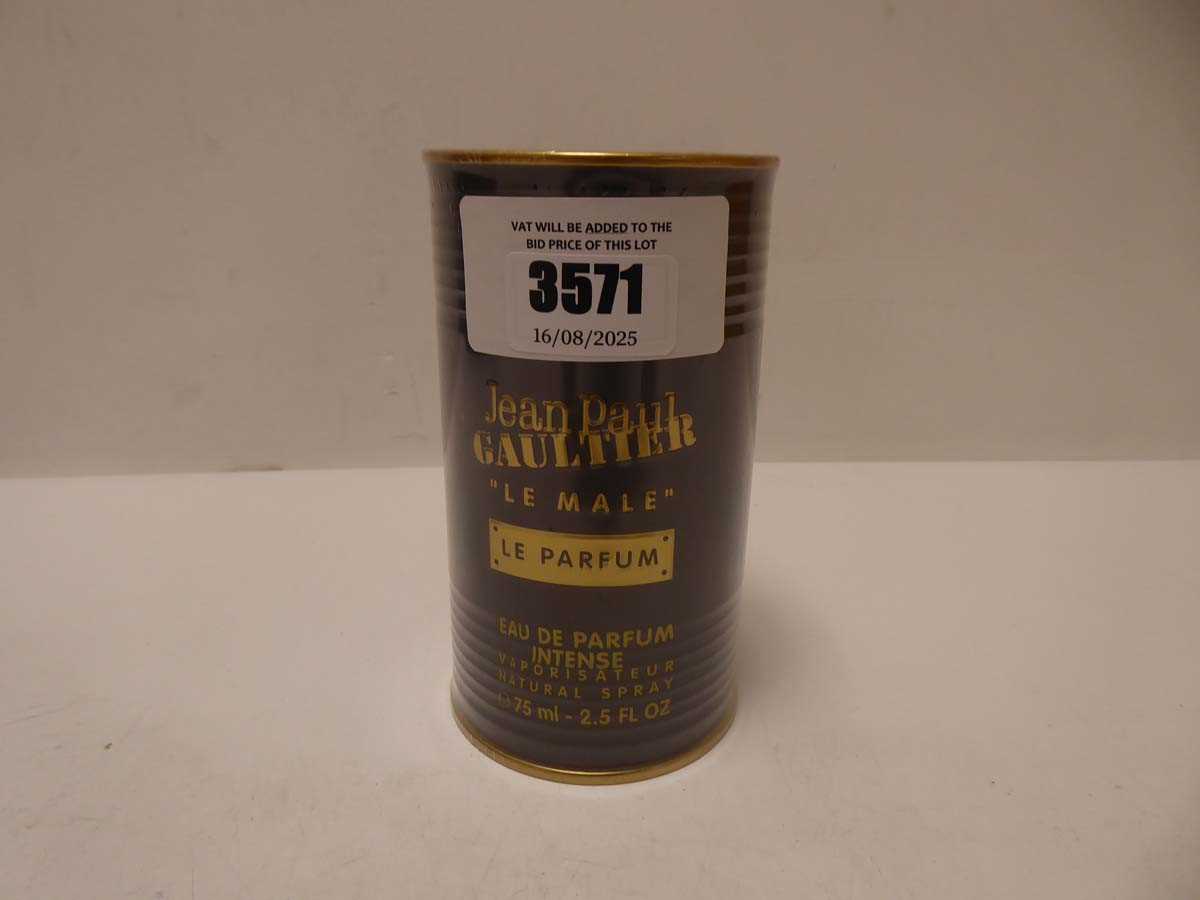 VAT WILL BE ADDED TO THE
BID PRICE OF THIS LOT
3571
16/08/2025
Jean Paul
GAULTIER
"LE MALE"
LE PARFUM
EAU DE PARFUM
INTENSE
VAPORISATEUR
NATURAL SPRAY
℮75 ml - 2.5 FL OZ